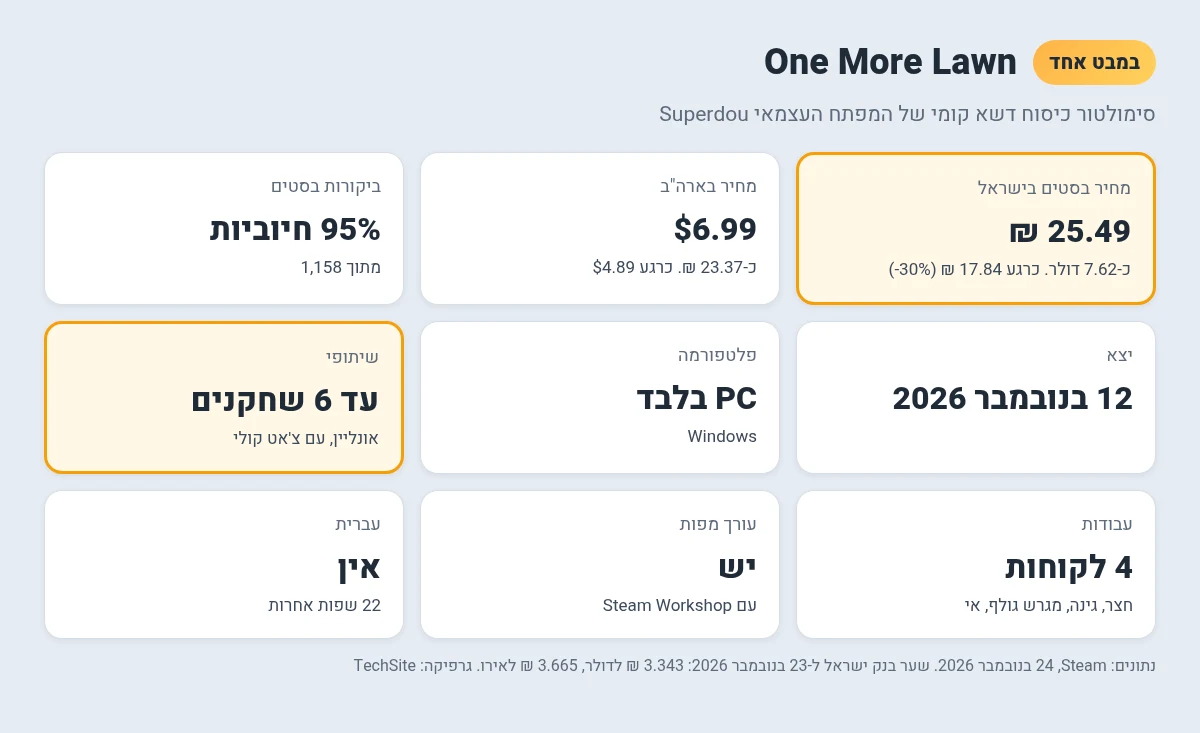 במבט אחד
One More Lawn
סימולטור כיסוח דשא קומי של המפתח העצמאי Superdou
מחיר בסטים בישראל
25.49 ₪
כ-7.62 דולר. כרגע 17.84 ₪ (-30%)
מחיר בארה"ב
$6.99
כ-23.37 ₪. כרגע $4.89
ביקורות בסטים
95% חיוביות
מתוך 1,158
יצא
12 בנובמבר 2026
פלטפורמה
PC בלבד
Windows
שיתופי
עד 6 שחקנים
אונליין, עם צ'אט קולי
עבודות
4 לקוחות
חצר, גינה, מגרש גולף, אי
עורך מפות
יש
עם Steam Workshop
עברית
אין
22 שפות אחרות
נתונים: Steam, 24 בנובמבר 2026. שער בנק ישראל ל-23 בנובמבר 2026: 3.343 ₪ לדולר, 3.665 ₪ לאירו. גרפיקה: TechSite